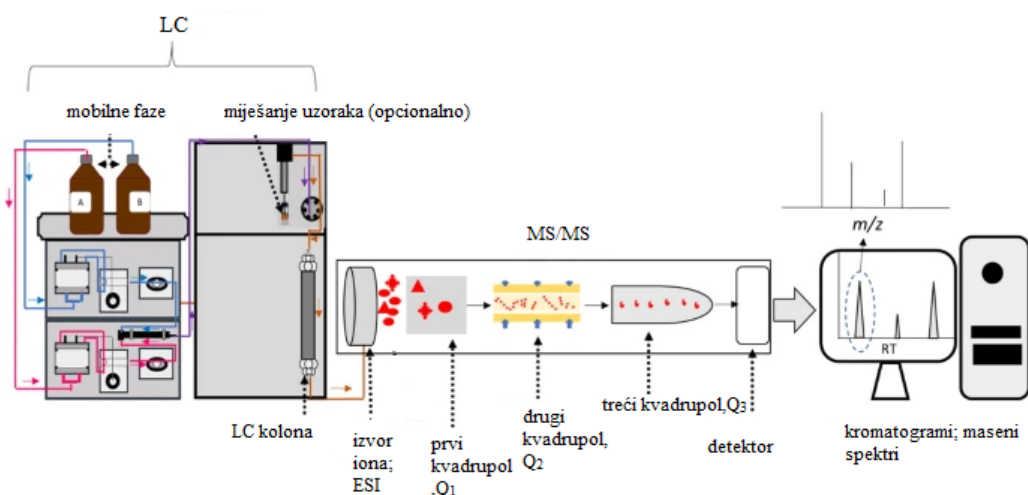 LC
mobilne faze
miješanje uzoraka (opcionalno)
A
B
m/z
MS/MS
RT
LC kolona
izvor
iona;
ESI
prvi
kvadrupol
,Q1
drugi
kvadrupol,
Q2
treći kvadrupol,Q3
detektor
kromatogrami; maseni
spektri